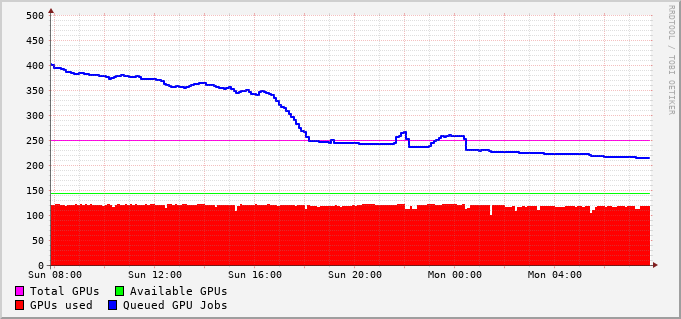 500
450
400
350
300
250
200
150
100
50
0
Sun 08:00 Sun 12:00 Sun 16:00 Sun 20:00 Mon 00:00 Mon 04:00
Total GPUs Available GPUs
GPUs used Queued GPU Jobs
RRDTOOL / TOBI OETIKER